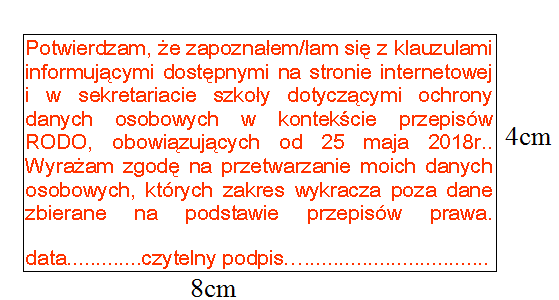 Potwierdzam, że zapoznałem/łam się z klauzulami
informującymi dostępnymi na stronie internetowej
i w sekretariacie szkoły dotyczącymi ochrony
danych osobowych w kontekście przepisów
RODO, obowiązujących od 25 maja 2018r..
Wyrażam zgodę na przetwarzanie moich danych
osobowych, których zakres wykracza poza dane
zbierane na podstawie przepisów prawa.
data.............czytelny podpis…...............................
4cm
8cm